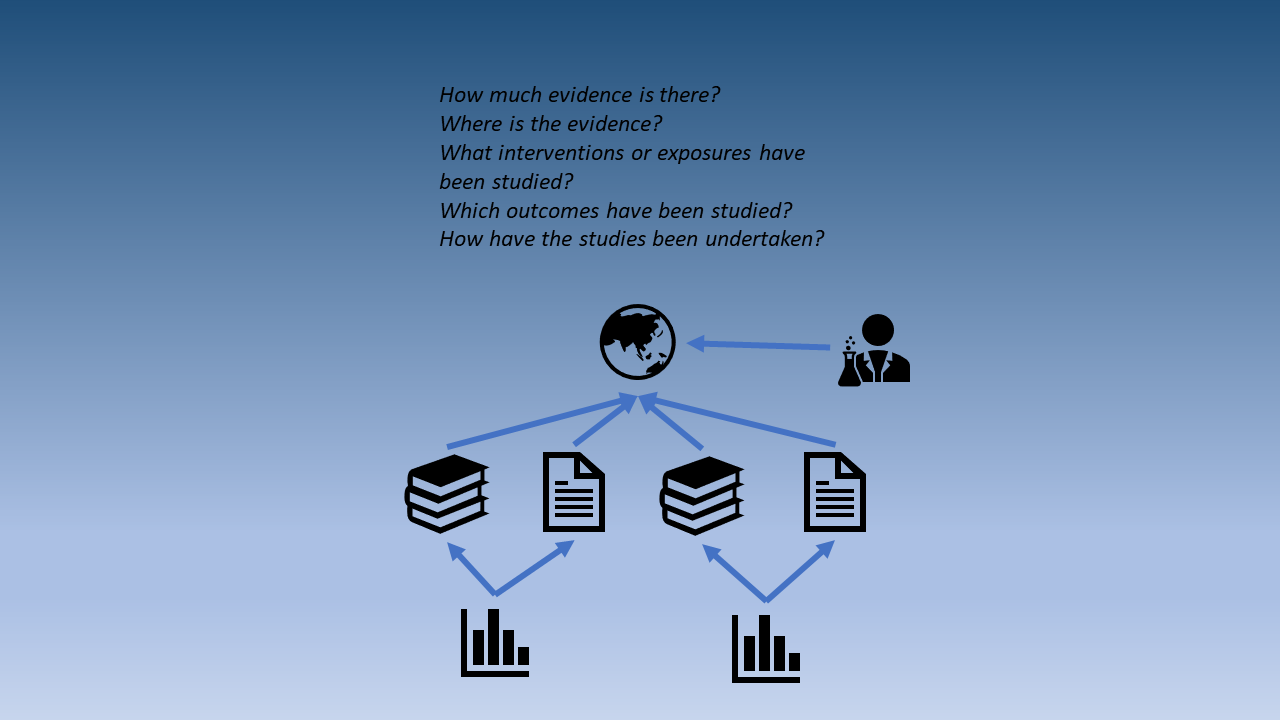 How much evidence is there?
Where is the evidence?
What interventions or exposures have
been studied?
Which outcomes have been studied?
How have the studies been undertaken?